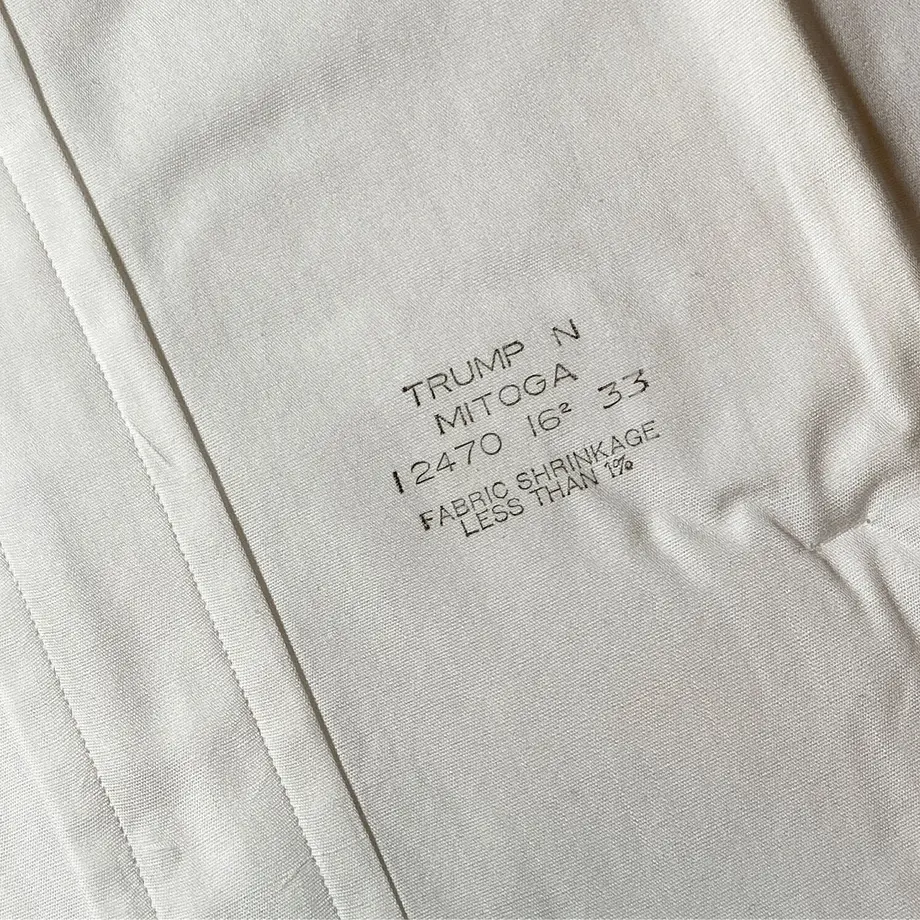 TRUMP N
MITOGA
12470 16² 33
FABRIC SHRINKAGE
LESS THAN 1%